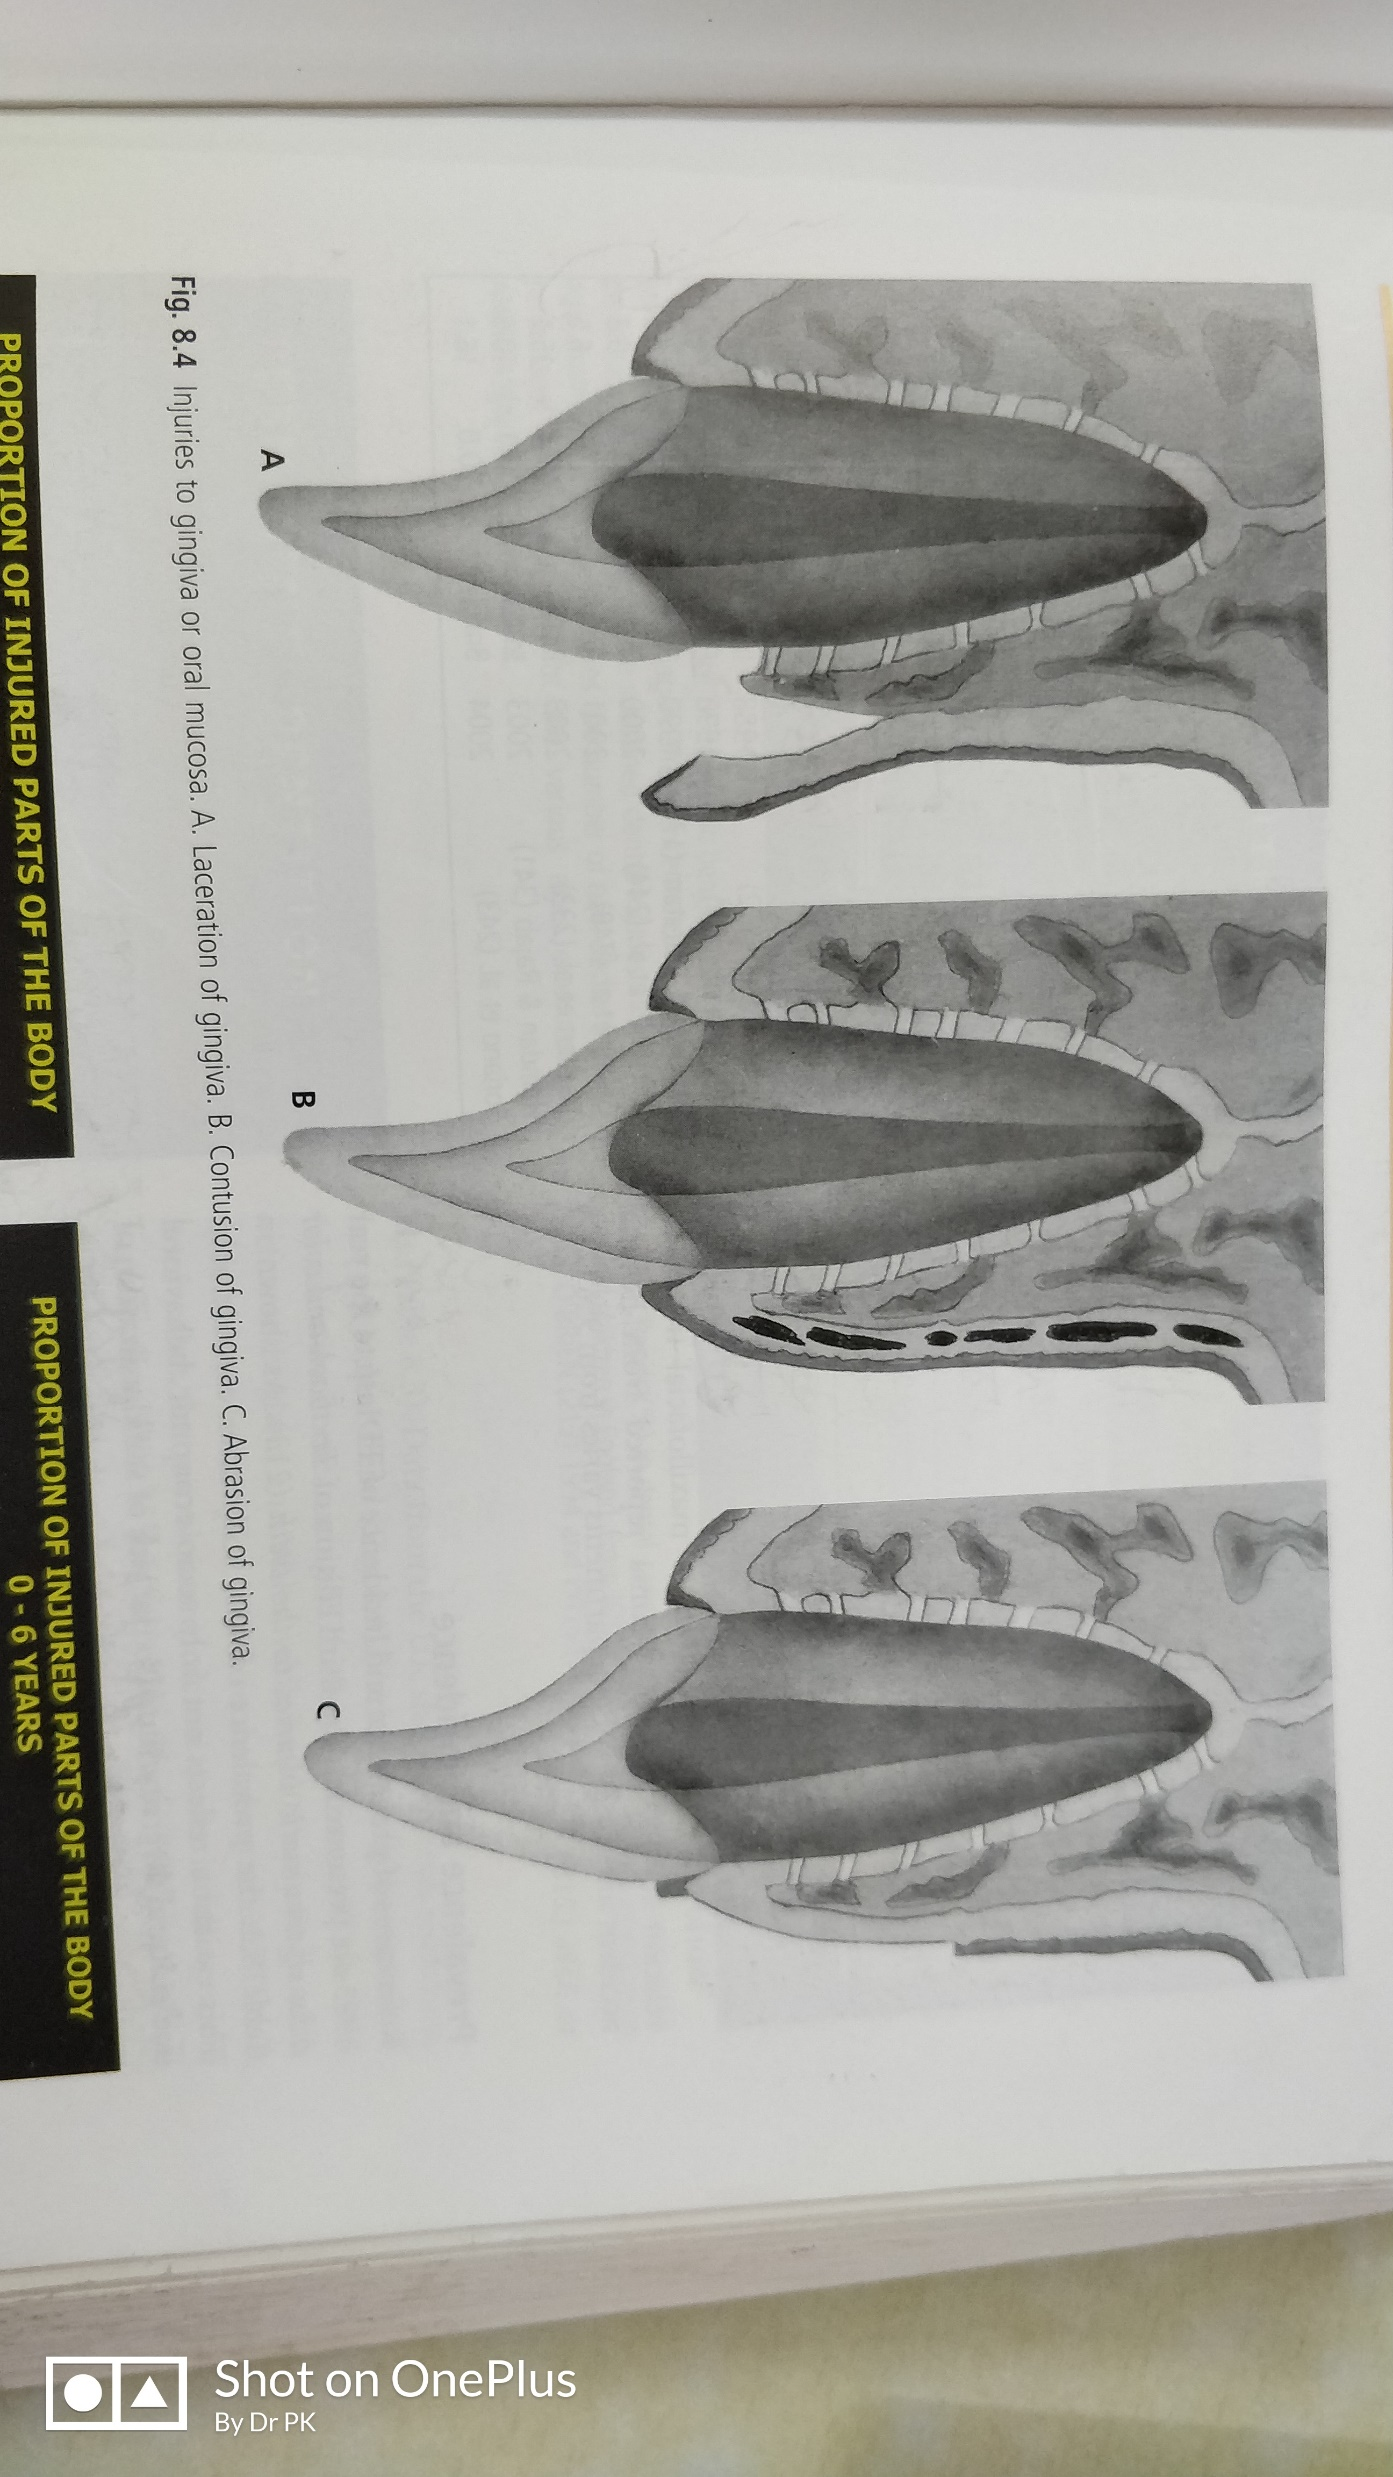 A
B
C
Fig. 8.4 Injuries to gingiva or oral mucosa. A. Laceration of gingiva. B. Contusion of gingiva. C. Abrasion of gingiva.
PROPORTION OF INJURED PARTS OF THE BODY
PROPORTION OF INJURED PARTS OF THE BODY
0 - 6 YEARS
Shot on OnePlus
By Dr PK